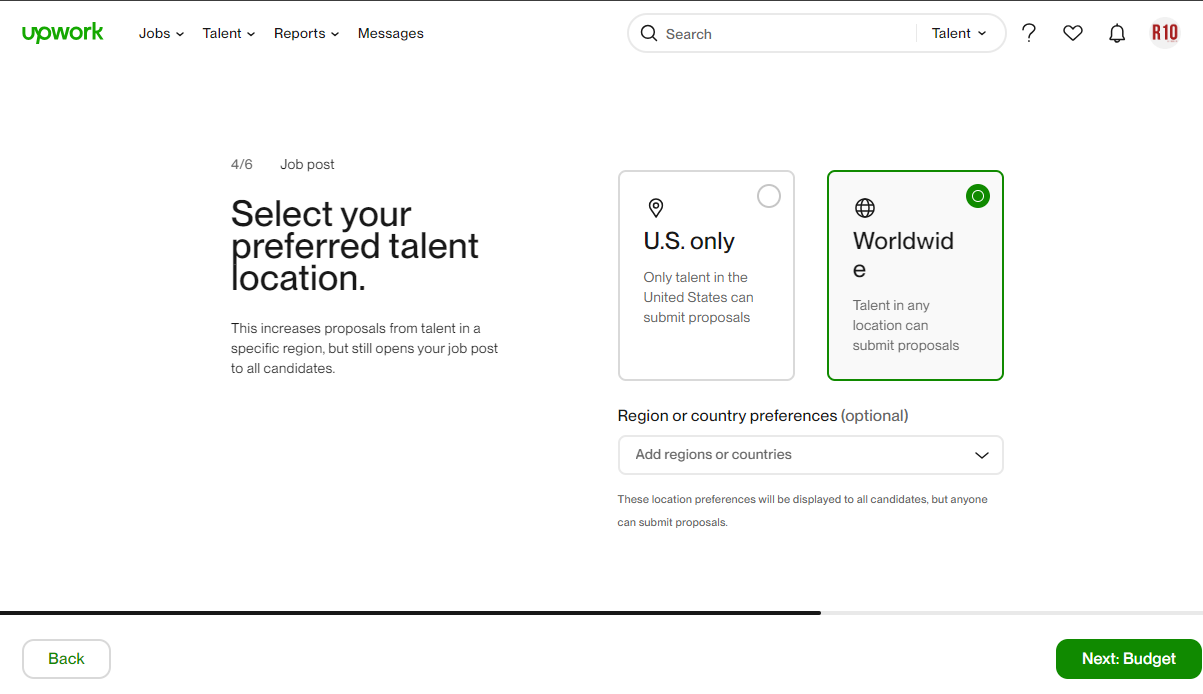 upwork Jobs Talent Reports Messages Search Talent R10
4/6 Job post
Select your
preferred talent
location.
This increases proposals from talent in a
specific region, but still opens your job post
to all candidates.
U.S. only
Only talent in the
United States can
submit proposals
Worldwid
e
Talent in any
location can
submit proposals
Region or country preferences (optional)
Add regions or countries
These location preferences will be displayed to all candidates, but anyone
can submit proposals.
Back Next: Budget